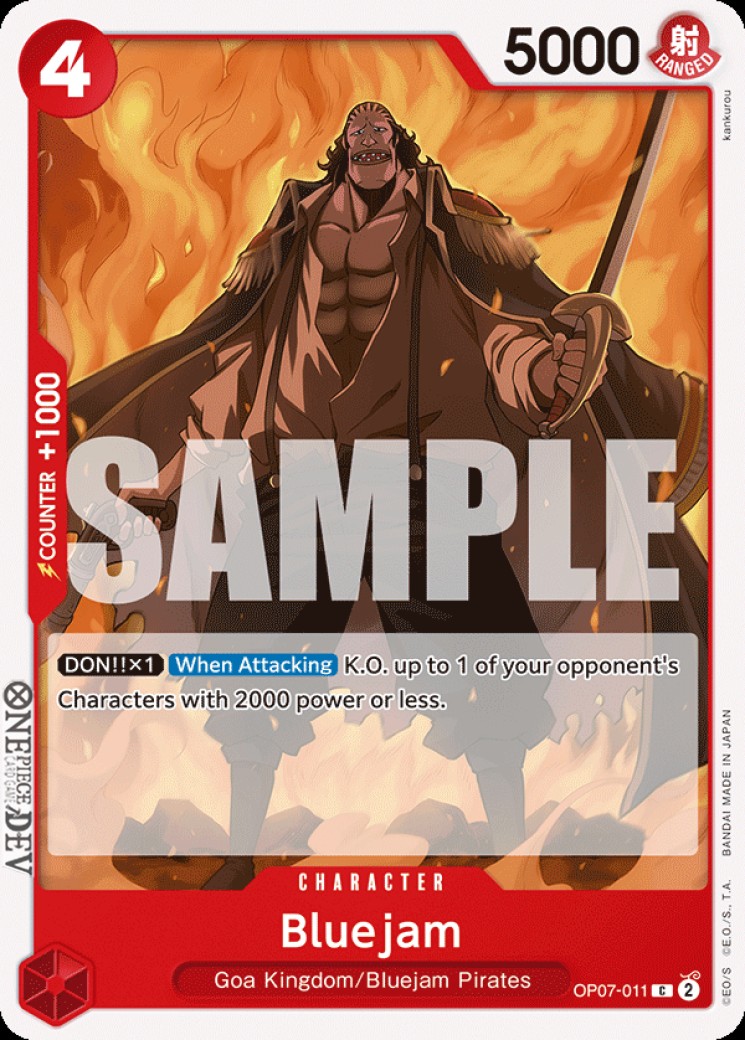 4
5000
射
RANGED
kankurou
COUNTER +1000
SAMPLE
DON!!×1 When Attacking K.O. up to 1 of your opponent's
Characters with 2000 power or less.
ONE PIECE
CARD GAME
/DEV
BANDAI MADE IN JAPAN
©EO/S ©E.O./S., T.A.
CHARACTER
Bluejam
Goa Kingdom/Bluejam Pirates
OP07-011 C 2